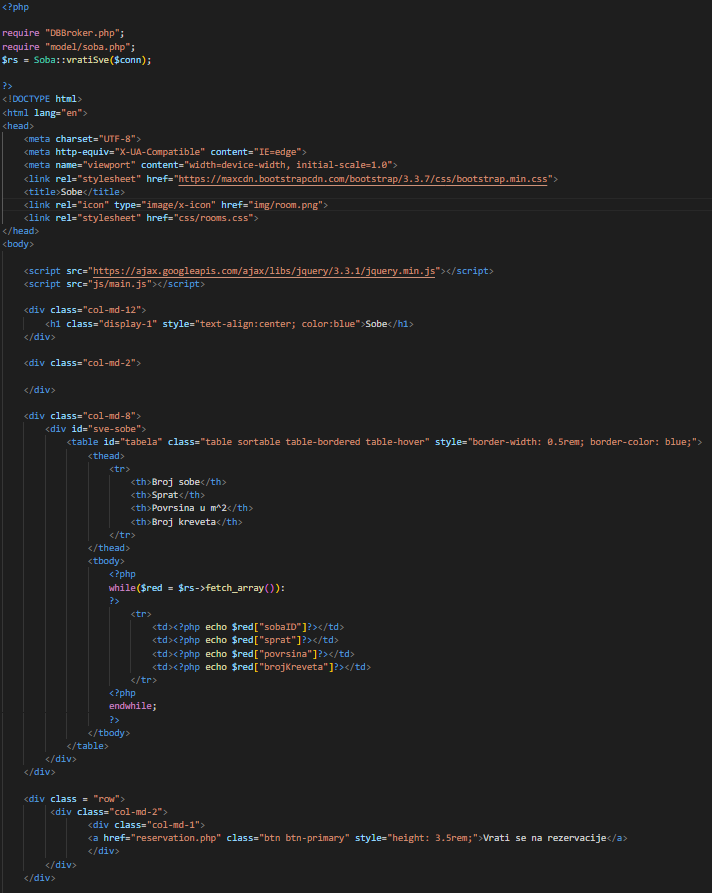 <?php
require "DBBroker.php";
require "model/soba.php";
$rs = Soba::vratiSve($conn);
?>
<!DOCTYPE html>
<html lang="en">
<head>
<meta charset="UTF-8">
<meta http-equiv="X-UA-Compatible" content="IE=edge">
<meta name="viewport" content="width=device-width, initial-scale=1.0">
<link rel="stylesheet" href="https://maxcdn.bootstrapcdn.com/bootstrap/3.3.7/css/bootstrap.min.css">
<title>Sobe</title>
<link rel="icon" type="image/x-icon" href="img/room.png">
<link rel="stylesheet" href="css/rooms.css">
</head>
<body>
<script src="https://ajax.googleapis.com/ajax/libs/jquery/3.3.1/jquery.min.js"></script>
<script src="js/main.js"></script>
<div class="col-md-12">
<h1 class="display-1" style="text-align:center; color:blue">Sobe</h1>
</div>
<div class="col-md-2">
</div>
<div class="col-md-8">
<div id="sve-sobe">
<table id="tabela" class="table sortable table-bordered table-hover" style="border-width: 0.5rem; border-color: blue;">
<thead>
<tr>
<th>Broj sobe</th>
<th>Sprat</th>
<th>Povrsina u m^2</th>
<th>Broj kreveta</th>
</tr>
</thead>
<tbody>
<?php
while($red = $rs->fetch_array()):
?>
<tr>
<td><?php echo $red["sobaID"]?></td>
<td><?php echo $red["sprat"]?></td>
<td><?php echo $red["povrsina"]?></td>
<td><?php echo $red["brojKreveta"]?></td>
</tr>
<?php
endwhile;
?>
</tbody>
</table>
</div>
</div>
<div class = "row">
<div class="col-md-2">
<div class="col-md-1">
<a href="reservation.php" class="btn btn-primary" style="height: 3.5rem;">Vrati se na rezervacije</a>
</div>
</div>
</div>